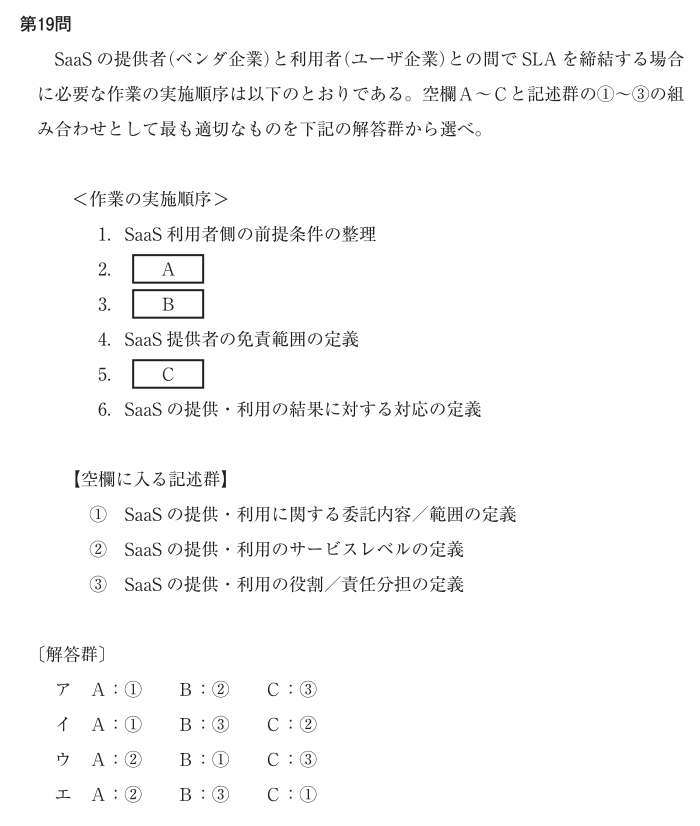 第19問
SaaS の提供者(ベンダ企業)と利用者(ユーザ企業)との間で SLA を締結する場合
に必要な作業の実施順序は以下のとおりである。空欄A~Cと記述群の①~③の組
み合わせとして最も適切なものを下記の解答群から選べ。
<作業の実施順序>
1. SaaS 利用者側の前提条件の整理
2. A
3. B
4. SaaS 提供者の免責範囲の定義
5. C
6. SaaS の提供・利用の結果に対する対応の定義
【空欄に入る記述群】
① SaaS の提供・利用に関する委託内容/範囲の定義
② SaaS の提供・利用のサービスレベルの定義
③ SaaS の提供・利用の役割/責任分担の定義
〔解答群〕
ア A:① B:② C:③
イ A:① B:③ C:②
ウ A:② B:① C:③
エ A:② B:③ C:①